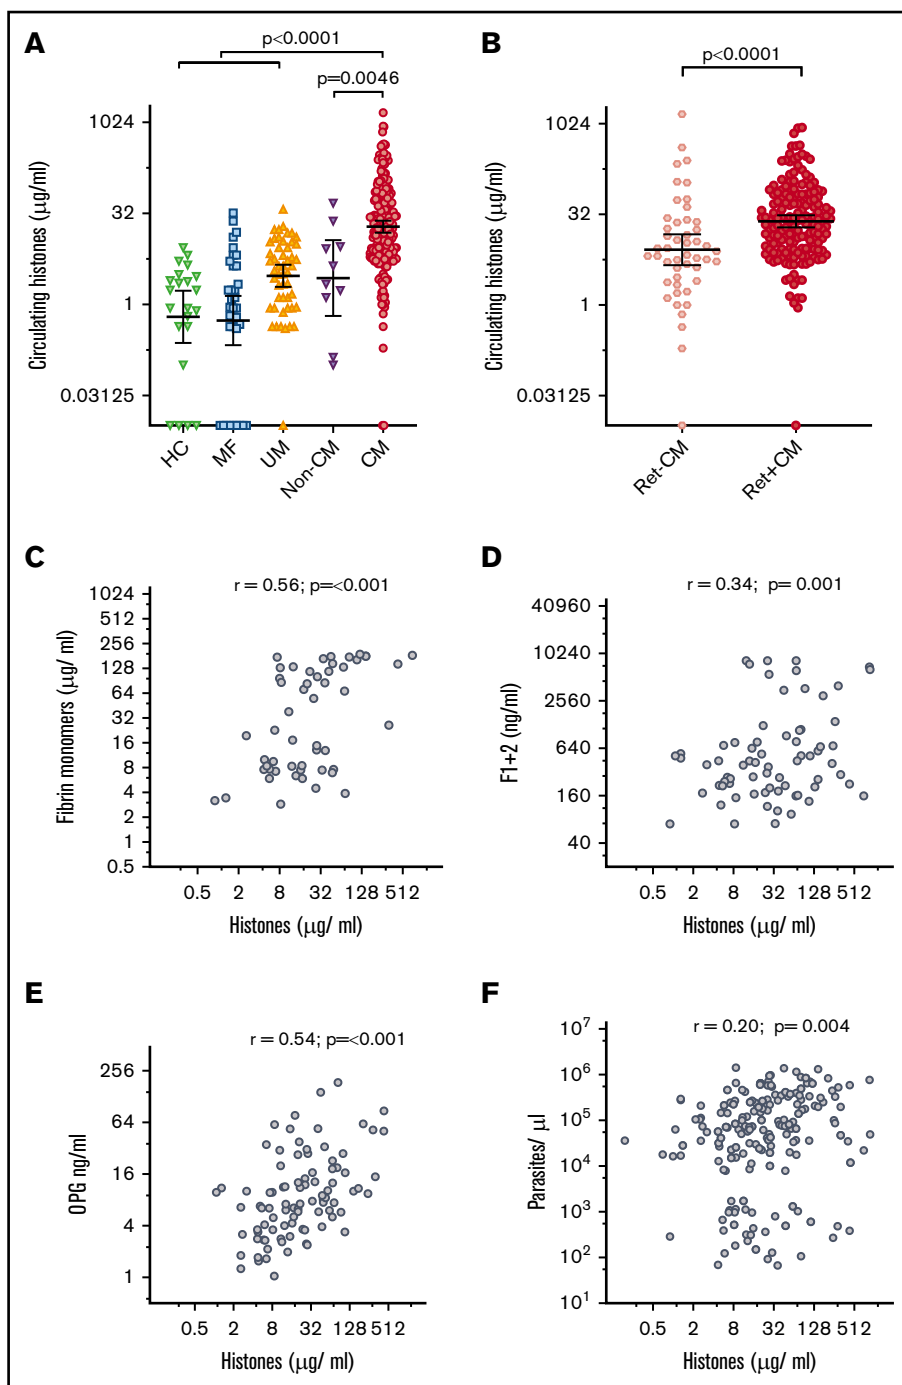 A
p<0.0001
p=0.0046
Circulating histones (μg/ml)
1024
32
1
0.03125
HC
MF
UM
Non-CM
CM
B
p<0.0001
Circulating histones (μg/ml)
1024
32
1
0.03125
Ret-CM
Ret+CM
C
r = 0.56; p=<0.001
Fibrin monomers (μg/ ml)
1024
512
256
128
64
32
16
8
4
2
1
0.5
0.5 2 8 32 128 512
Histones (μg/ ml)
D
r = 0.34; p= 0.001
F1+2 (ng/ml)
40960
10240
2560
640
160
40
0.5 2 8 32 128 512
Histones (μg/ ml)
E
r = 0.54; p=<0.001
OPG ng/ml
256
64
16
4
1
0.5 2 8 32 128 512
Histones (μg/ ml)
F
r = 0.20; p= 0.004
Parasites/ μl
10⁷
10⁶
10⁵
10⁴
10³
10²
10¹
0.5 2 8 32 128 512
Histones (μg/ ml)